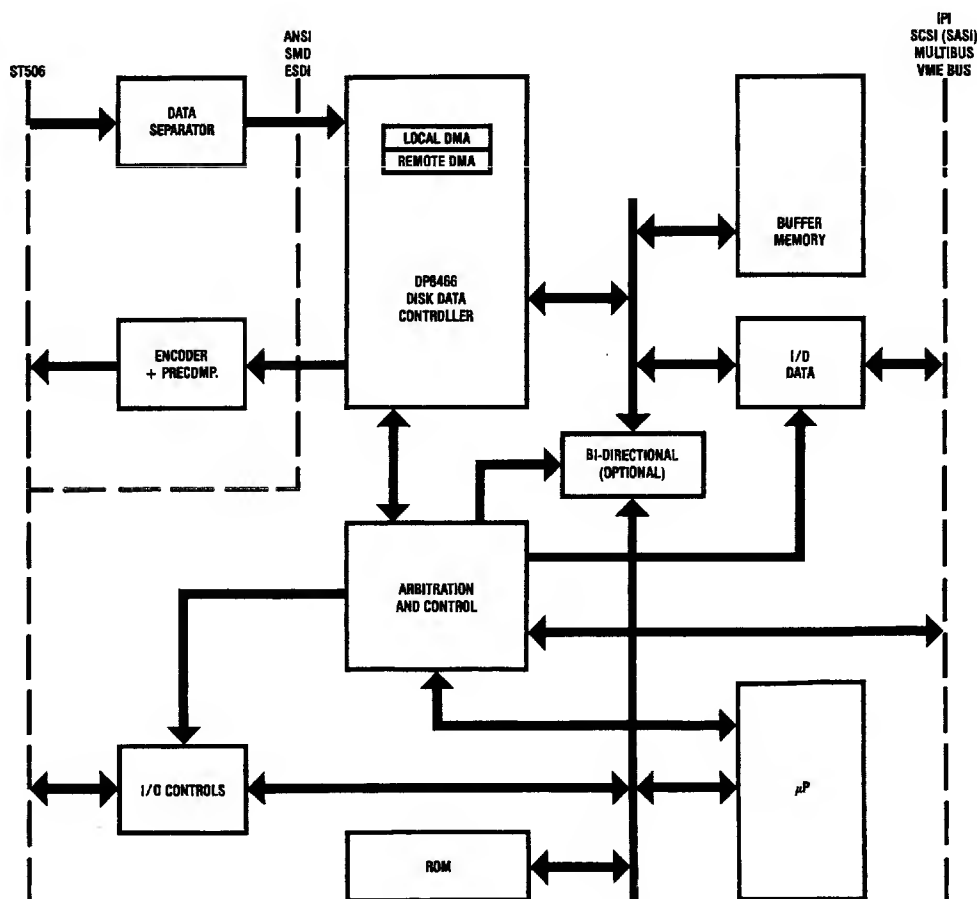 ST506
ANSI
SMD
ESDI
IPI
SCSI (SASI)
MULTIBUS
VME BUS
DATA
SEPARATOR
LOCAL DMA
REMOTE DMA
DP8466
DISK DATA
CONTROLLER
BUFFER
MEMORY
ENCODER
+ PRECOMP.
I/O
DATA
BI-DIRECTIONAL
(OPTIONAL)
ARBITRATION
AND CONTROL
I/O CONTROLS
μP
ROM